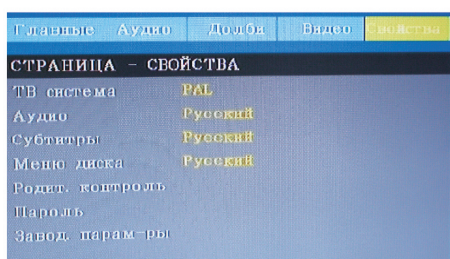 Главные Аудио Долби Видео Свойства
СТРАНИЦА - СВОЙСТВА
ТВ система PAL
Аудио Русский
Субтитры Русский
Меню диска Русский
Родит. контроль
Пароль
Завод. парам-ры